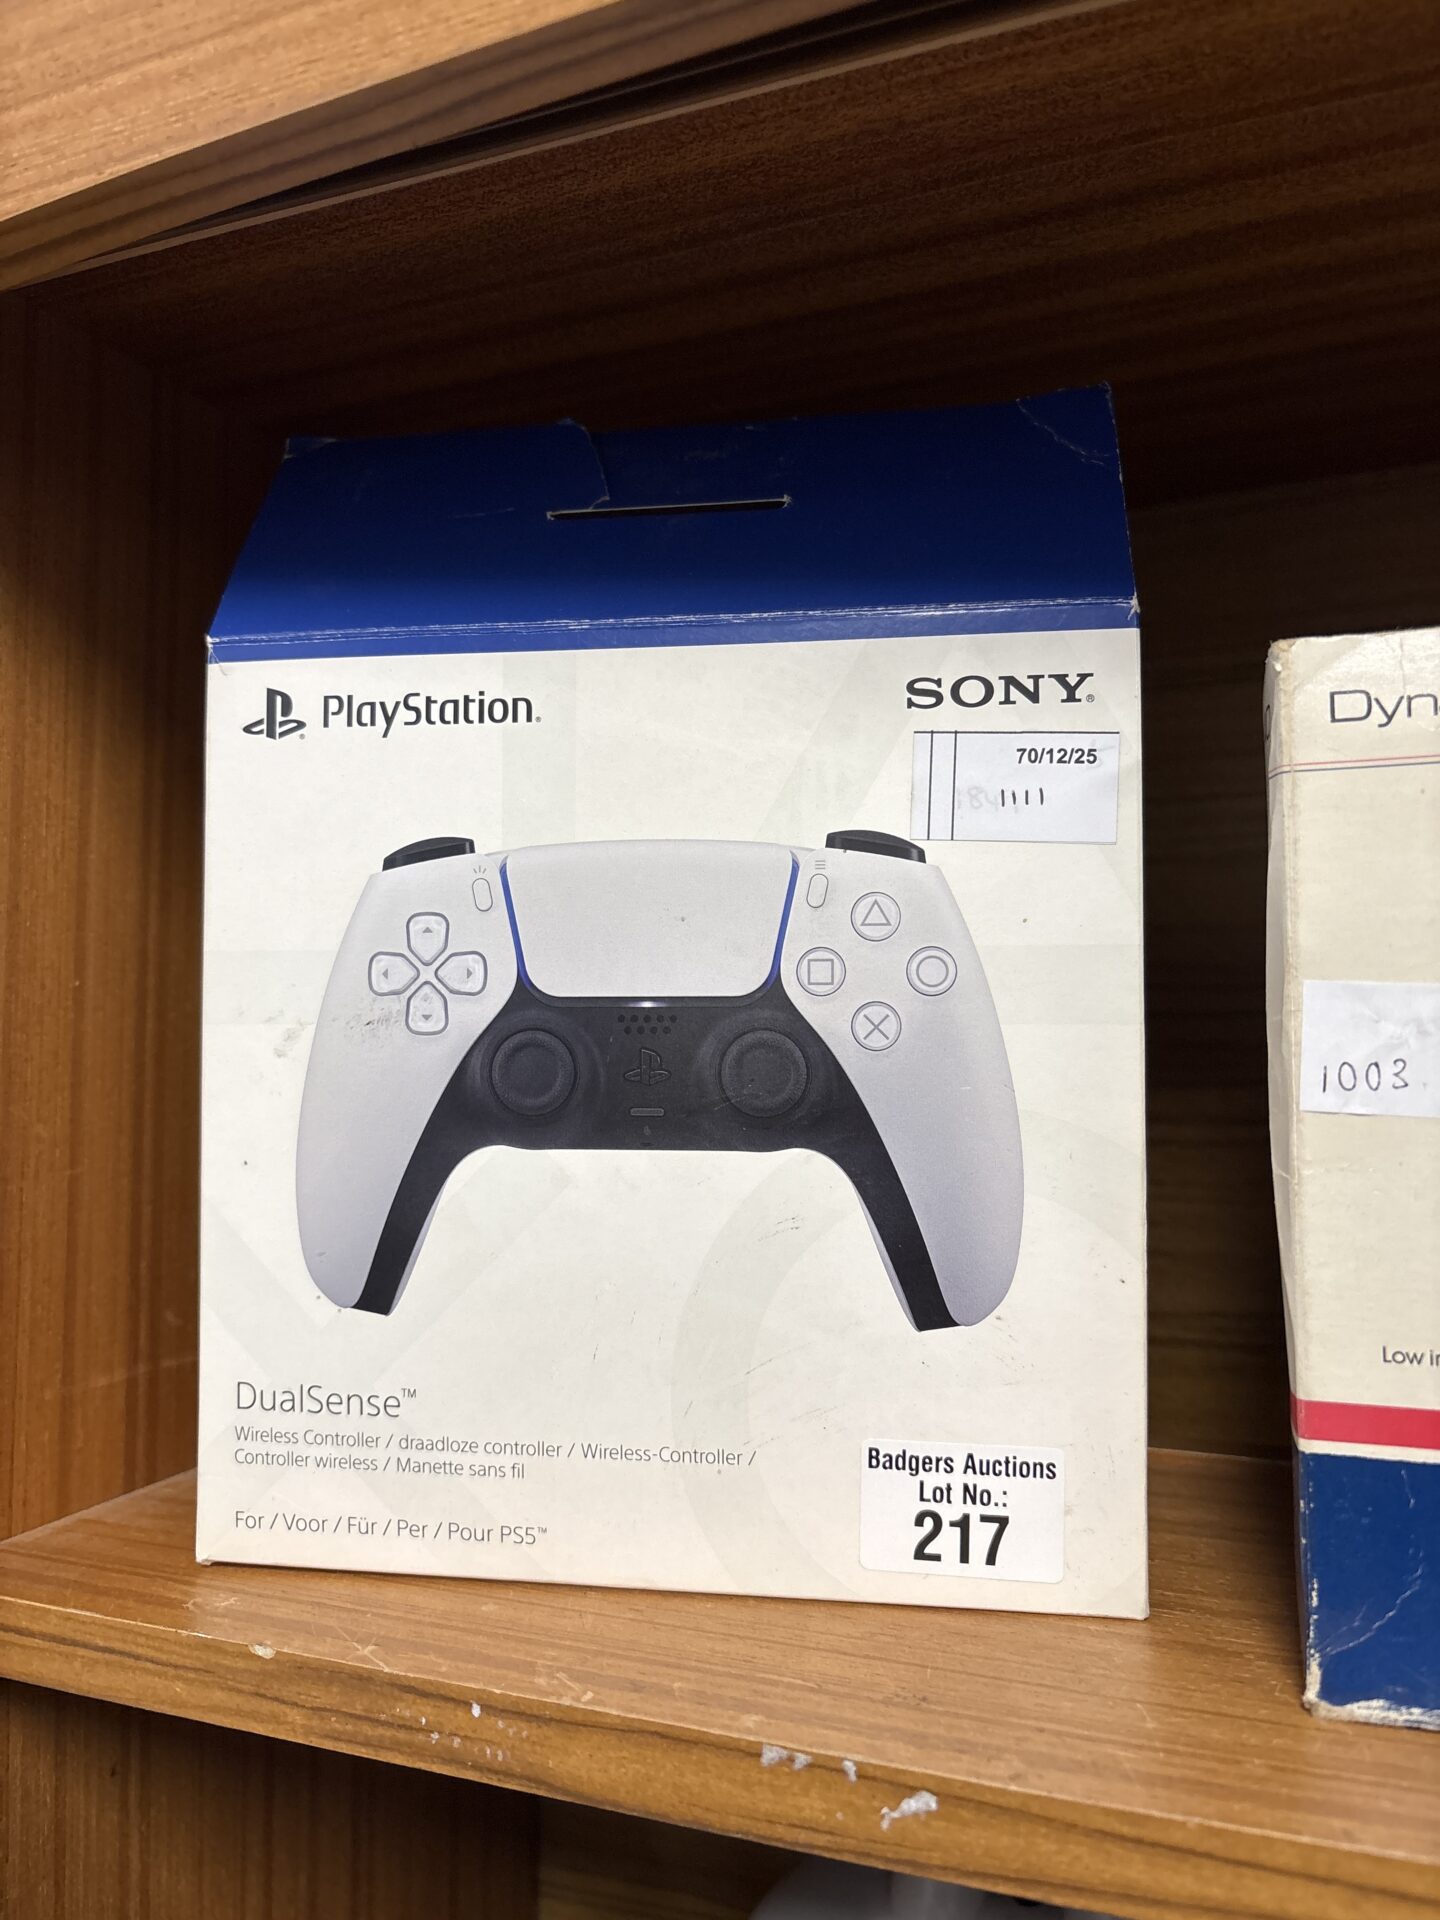 PlayStation®
SONY®
70/12/25
1111
DualSense™
Wireless Controller / draadloze controller / Wireless-Controller /
Controller wireless / Manette sans fil
For / Voor / Für / Per / Pour PS5™
Badgers Auctions
Lot No.:
217
Dyn
1003
Low